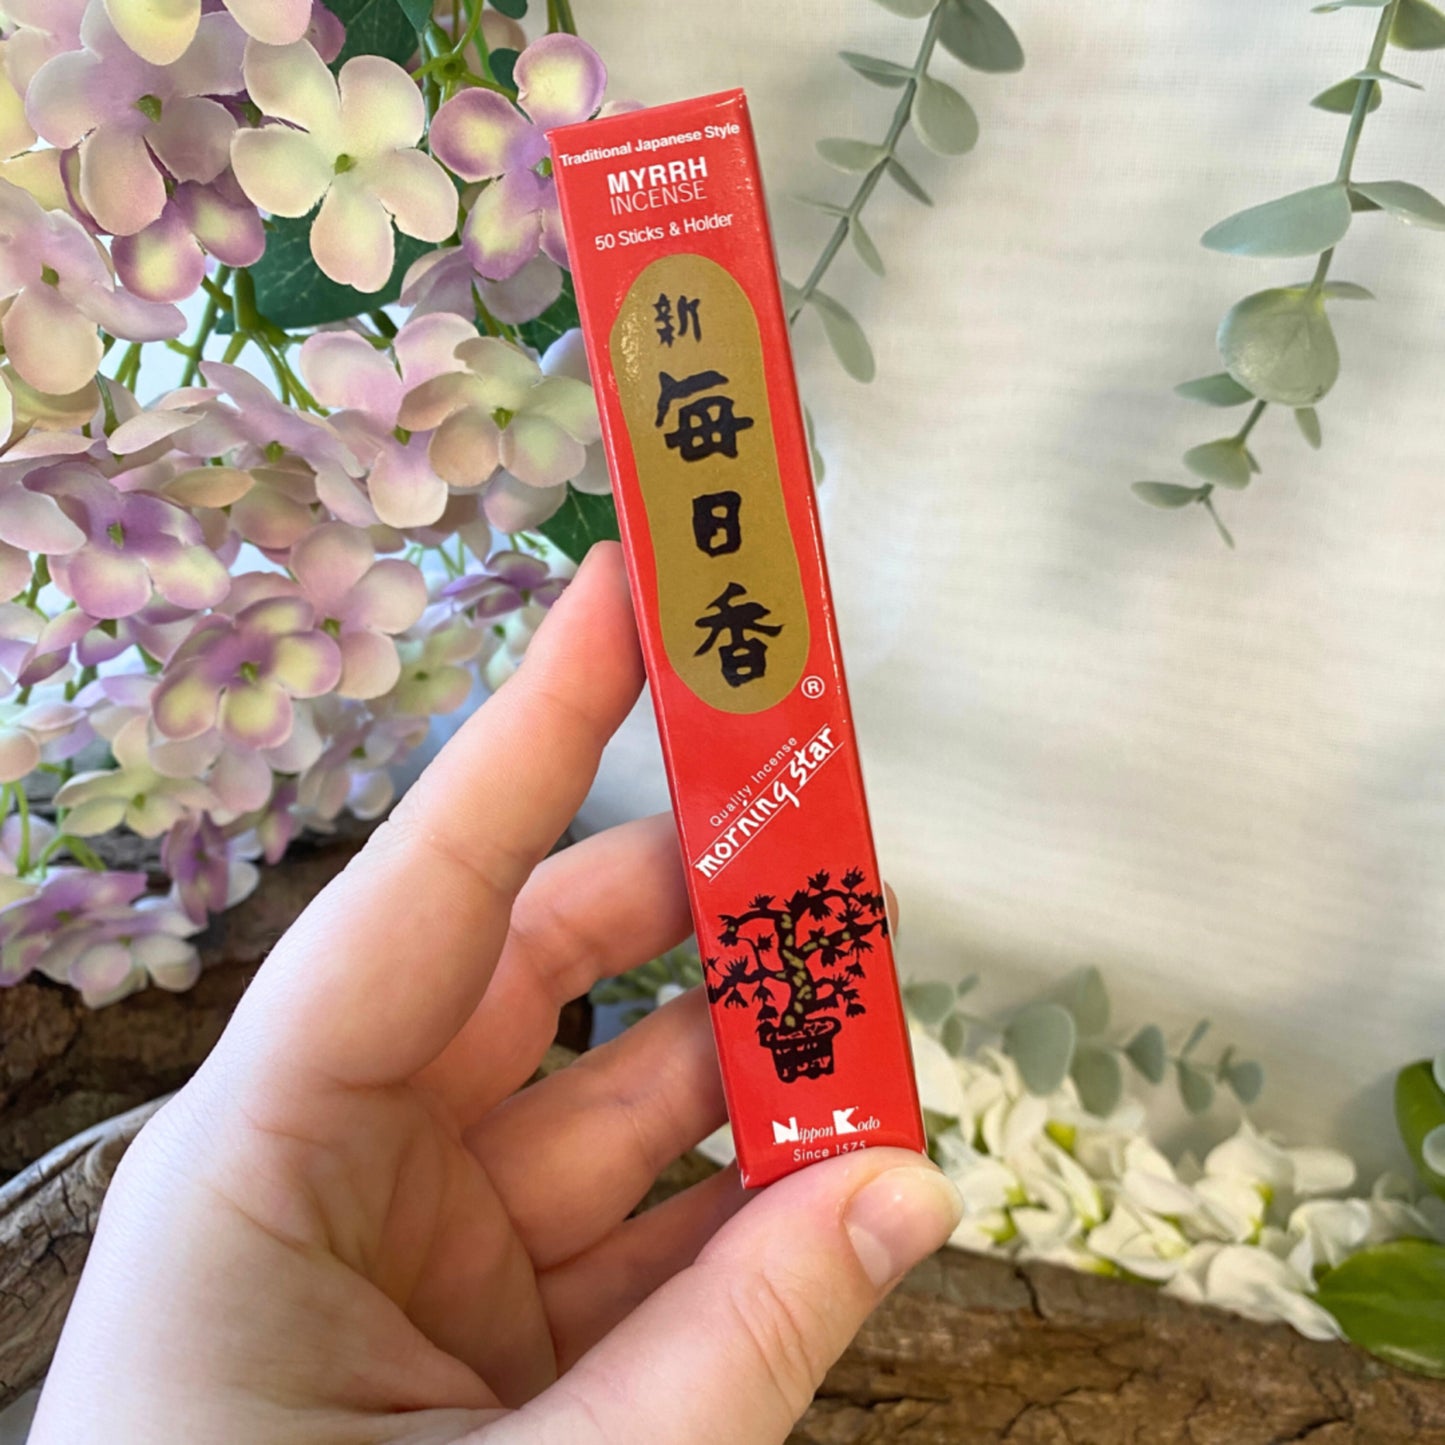 Traditional Japanese Style
MYRRH
INCENSE
50 Sticks & Holder
新
毎
日
香
®
Quality Incense
morning star
Nippon Kodo
Since 1575